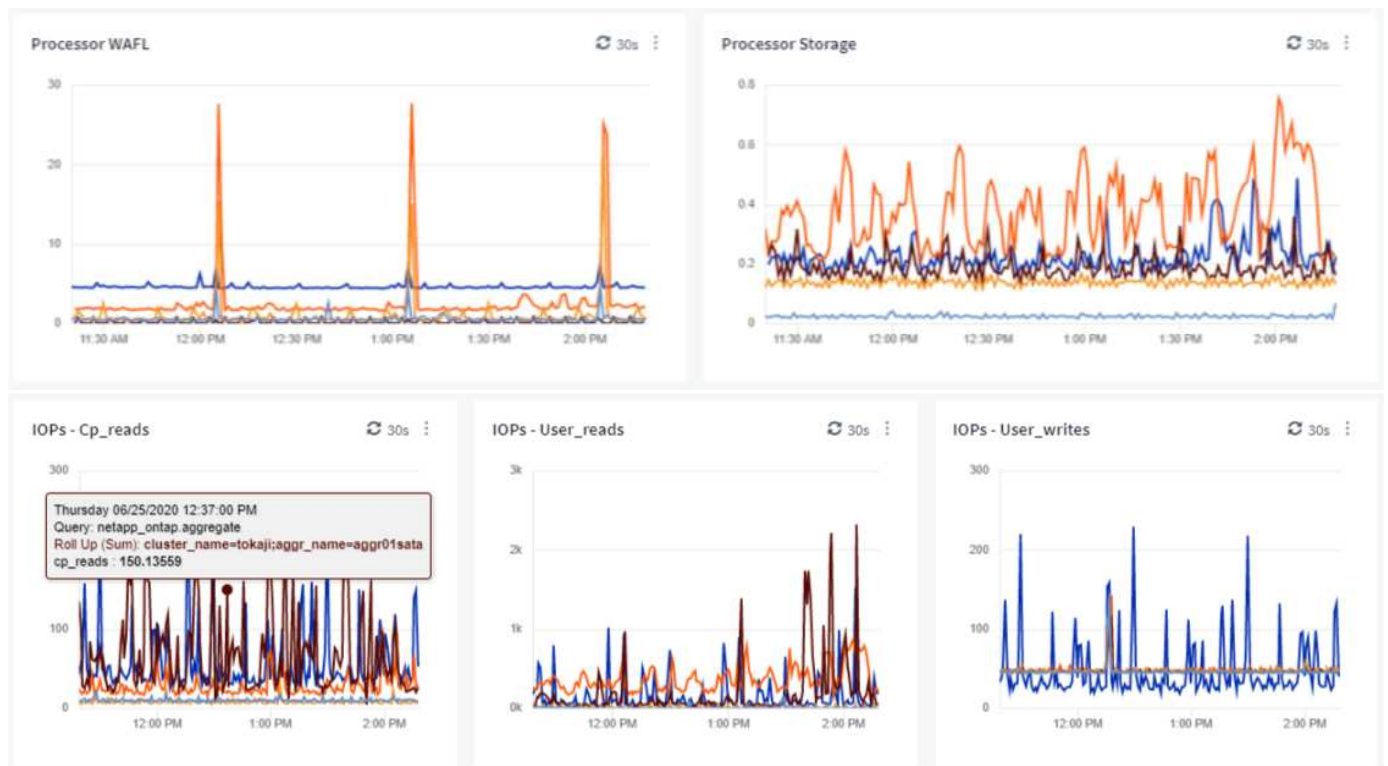 Processor WAFL
30s
30
20
10
0
11:30 AM 12:00 PM 12:30 PM 1:00 PM 1:30 PM 2:00 PM
Processor Storage
30s
0.8
0.6
0.4
0.2
0
11:30 AM 12:00 PM 12:30 PM 1:00 PM 1:30 PM 2:00 PM
IOPs - Cp_reads
30s
300
Thursday 06/25/2020 12:37:00 PM
Query: netapp_ontap.aggregate
Roll Up (Sum): cluster_name=tokaji;aggr_name=aggr01sata
cp_reads : 150.13559
100
0
12:00 PM 1:00 PM 2:00 PM
IOPs - User_reads
30s
3k
2k
1k
0k
12:00 PM 1:00 PM 2:00 PM
IOPs - User_writes
30s
300
200
100
0
12:00 PM 1:00 PM 2:00 PM